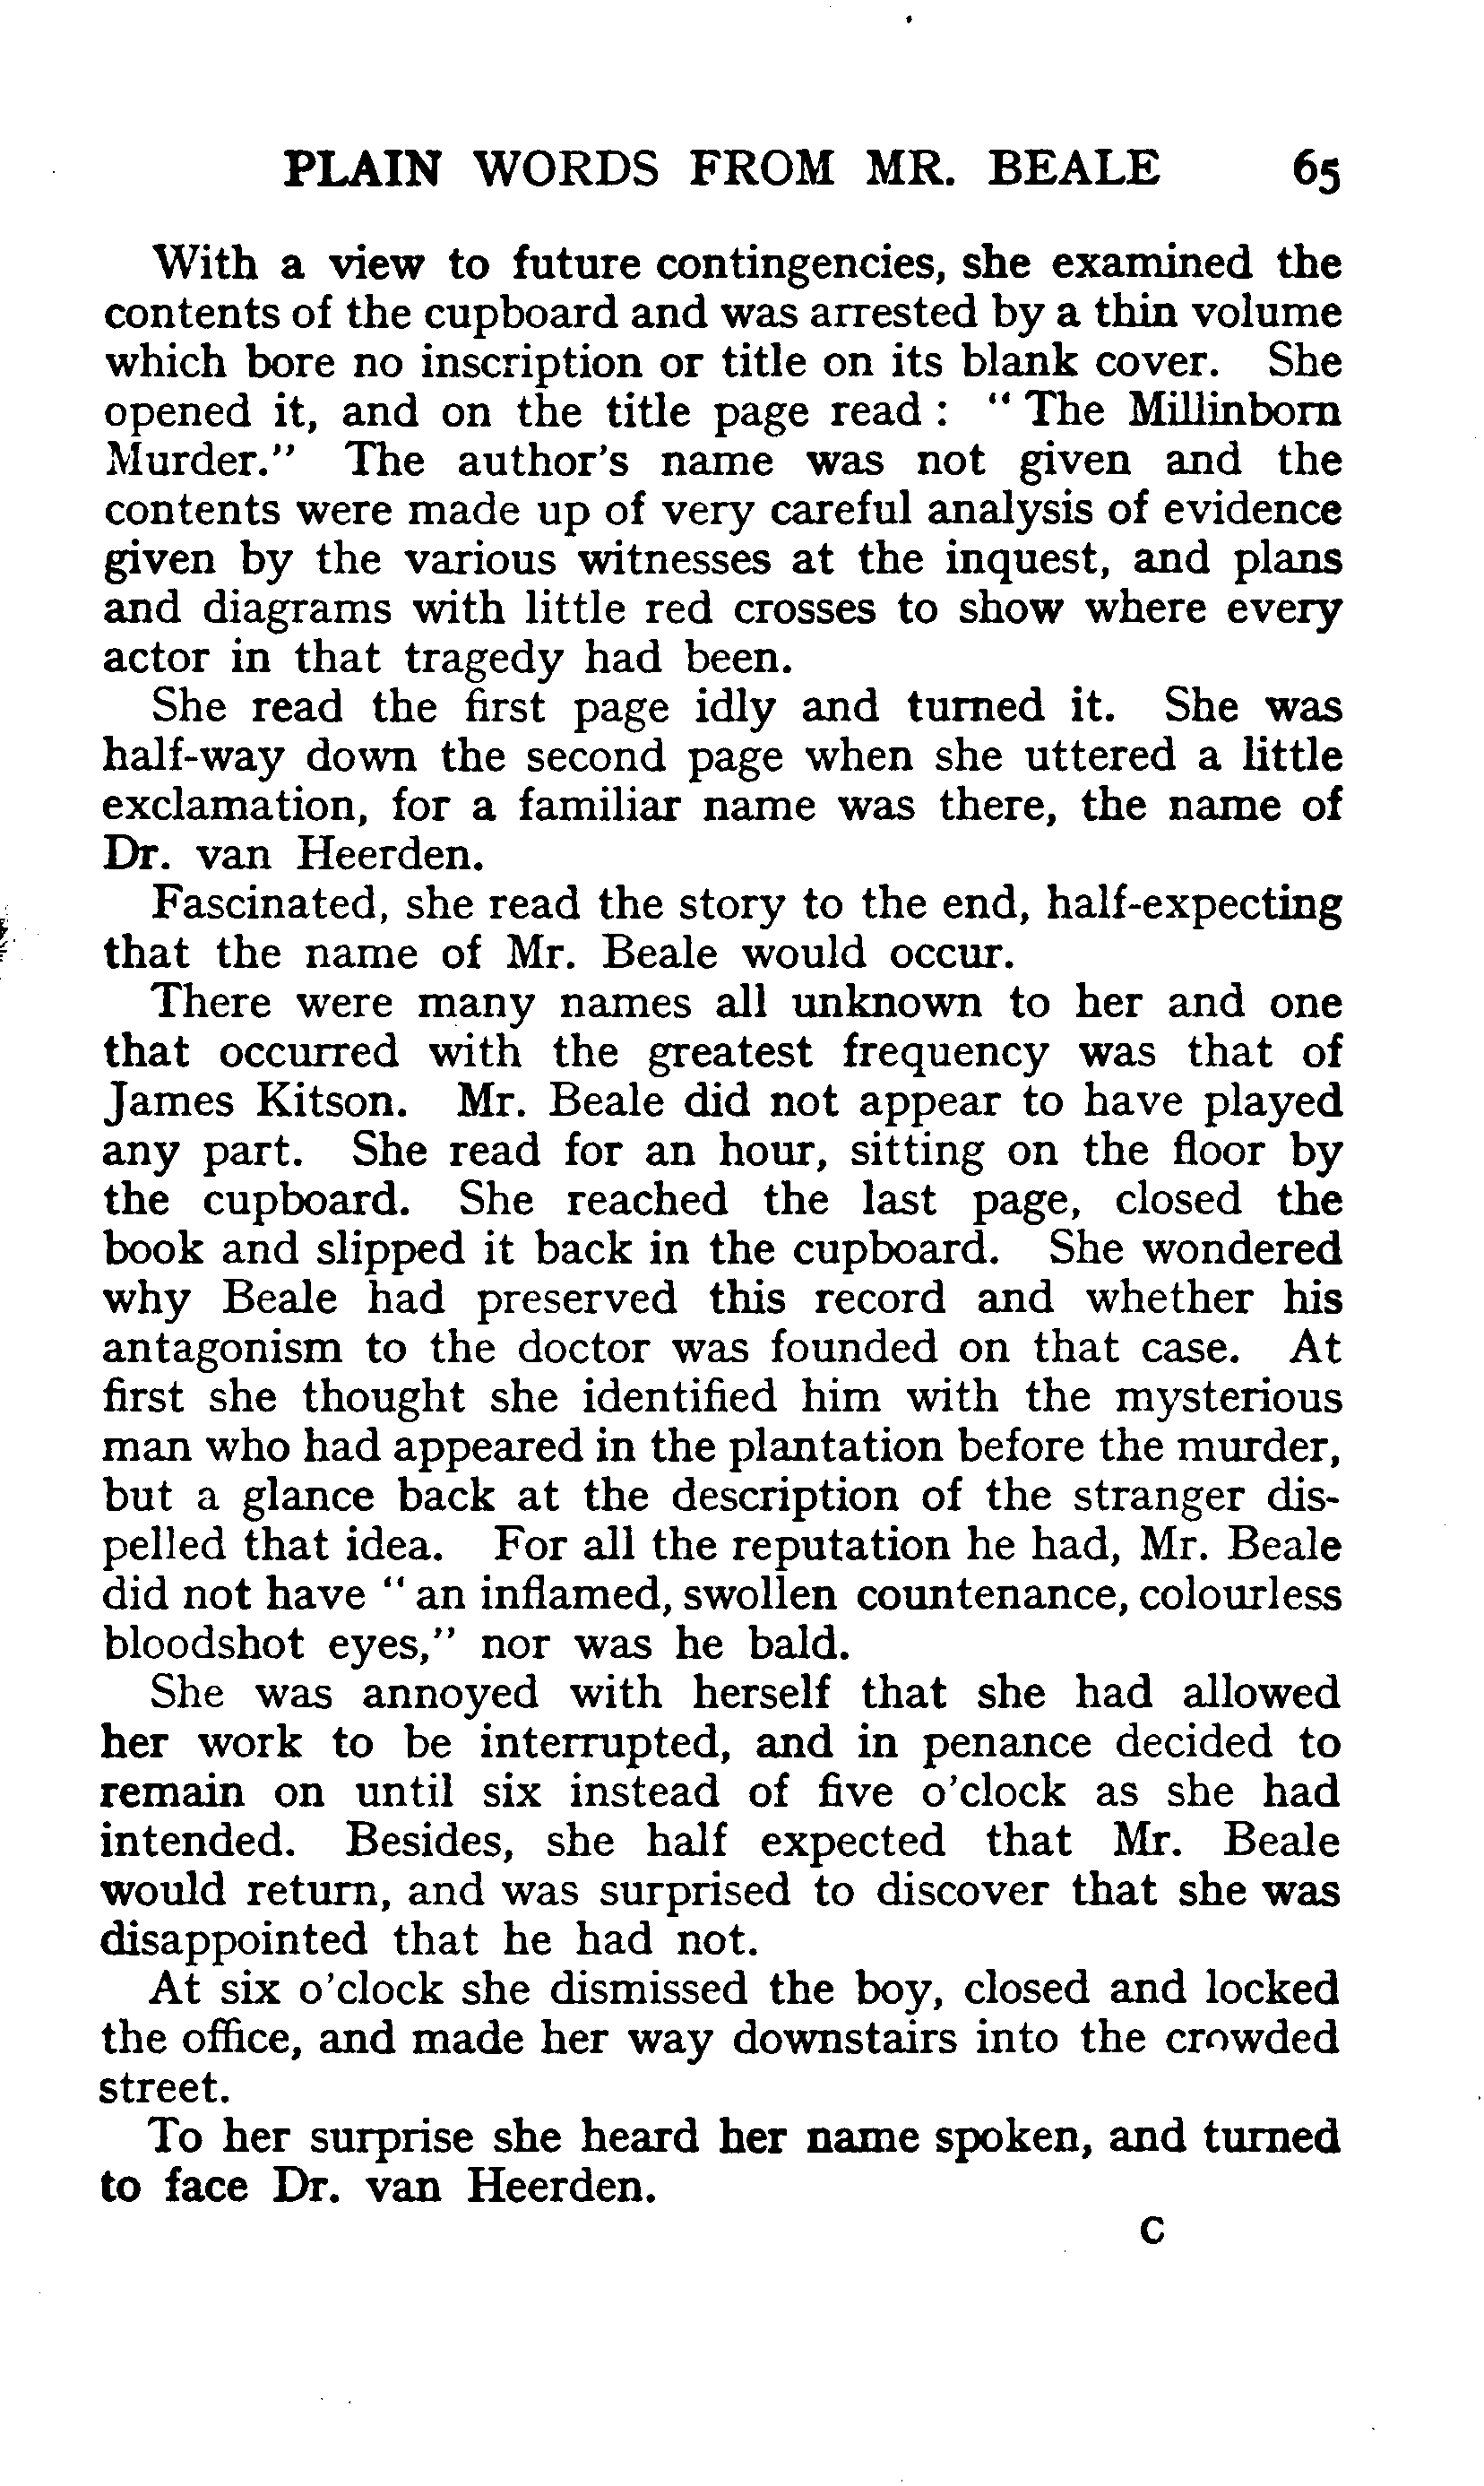 PLAIN WORDS FROM MR. BEALE 65
With a view to future contingencies, she examined the
contents of the cupboard and was arrested by a thin volume
which bore no inscription or title on its blank cover. She
opened it, and on the title page read : " The Millinborn
Murder." The author's name was not given and the
contents were made up of very careful analysis of evidence
given by the various witnesses at the inquest, and plans
and diagrams with little red crosses to show where every
actor in that tragedy had been.
She read the first page idly and turned it. She was
half-way down the second page when she uttered a little
exclamation, for a familiar name was there, the name of
Dr. van Heerden.
Fascinated, she read the story to the end, half-expecting
that the name of Mr. Beale would occur.
There were many names all unknown to her and one
that occurred with the greatest frequency was that of
James Kitson. Mr. Beale did not appear to have played
any part. She read for an hour, sitting on the floor by
the cupboard. She reached the last page, closed the
book and slipped it back in the cupboard. She wondered
why Beale had preserved this record and whether his
antagonism to the doctor was founded on that case. At
first she thought she identified him with the mysterious
man who had appeared in the plantation before the murder,
but a glance back at the description of the stranger dis-
pelled that idea. For all the reputation he had, Mr. Beale
did not have " an inflamed, swollen countenance, colourless
bloodshot eyes," nor was he bald.
She was annoyed with herself that she had allowed
her work to be interrupted, and in penance decided to
remain on until six instead of five o'clock as she had
intended. Besides, she half expected that Mr. Beale
would return, and was surprised to discover that she was
disappointed that he had not.
At six o'clock she dismissed the boy, closed and locked
the office, and made her way downstairs into the crowded
street.
To her surprise she heard her name spoken, and turned
to face Dr. van Heerden.
C